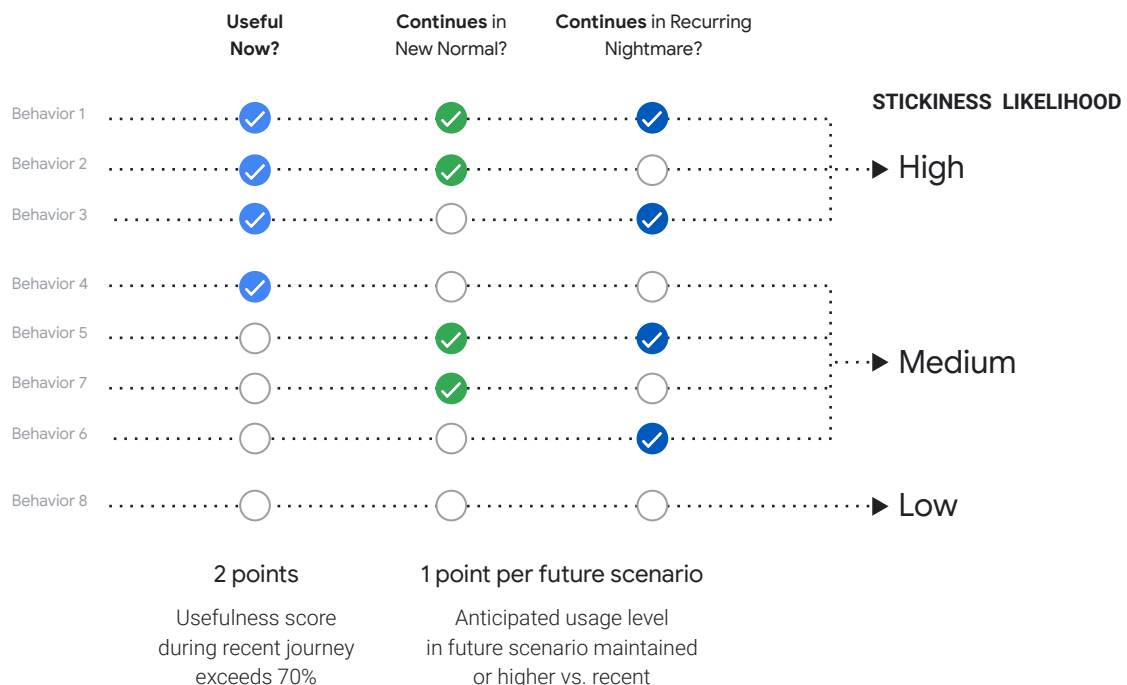 Useful
Now?
Continues in
New Normal?
Continues in Recurring
Nightmare?
STICKINESS LIKELIHOOD
Behavior 1
Behavior 2
High
Behavior 3
Behavior 4
Behavior 5
Medium
Behavior 7
Behavior 6
Behavior 8
Low
2 points
Usefulness score
during recent journey
exceeds 70%
1 point per future scenario
Anticipated usage level
in future scenario maintained
or higher vs. recent